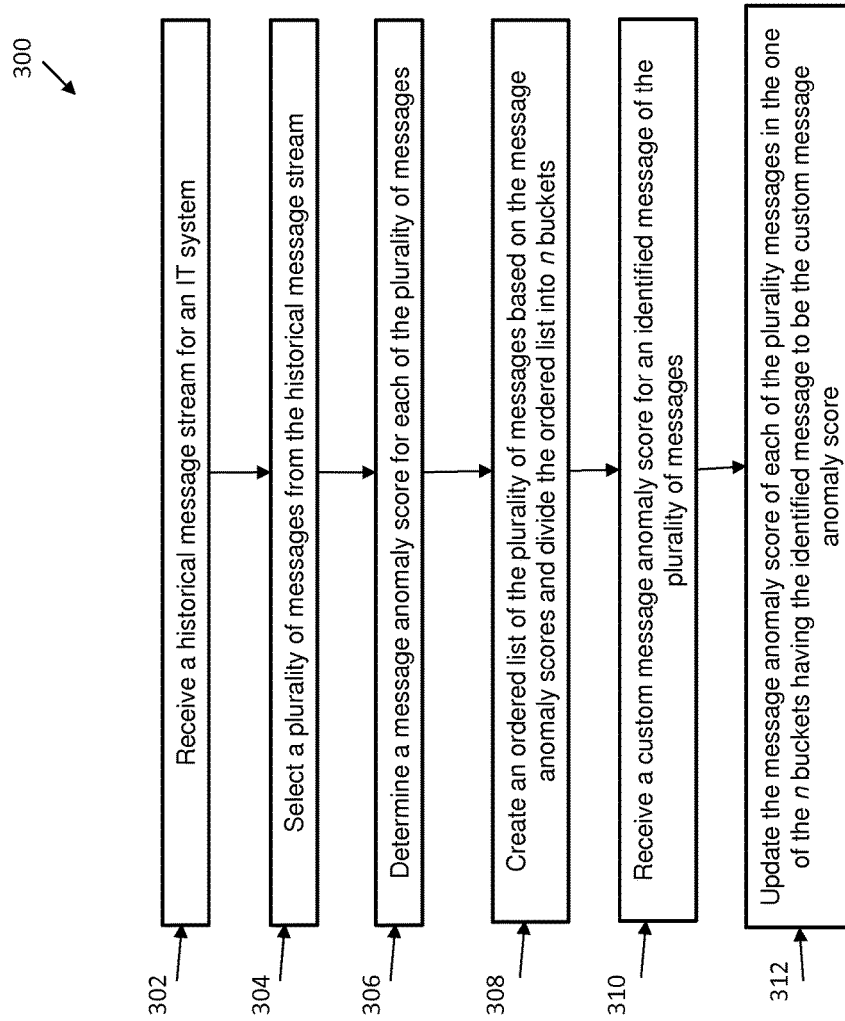 300
302
Receive a historical message stream for an IT system
304
Select a plurality of messages from the historical message stream
306
Determine a message anomaly score for each of the plurality of messages
308
Create an ordered list of the plurality of messages based on the message
anomaly scores and divide the ordered list into n buckets
310
Receive a custom message anomaly score for an identified message of the
plurality of messages
312
Update the message anomaly score of each of the plurality messages in the one
of the n buckets having the identified message to be the custom message
anomaly score